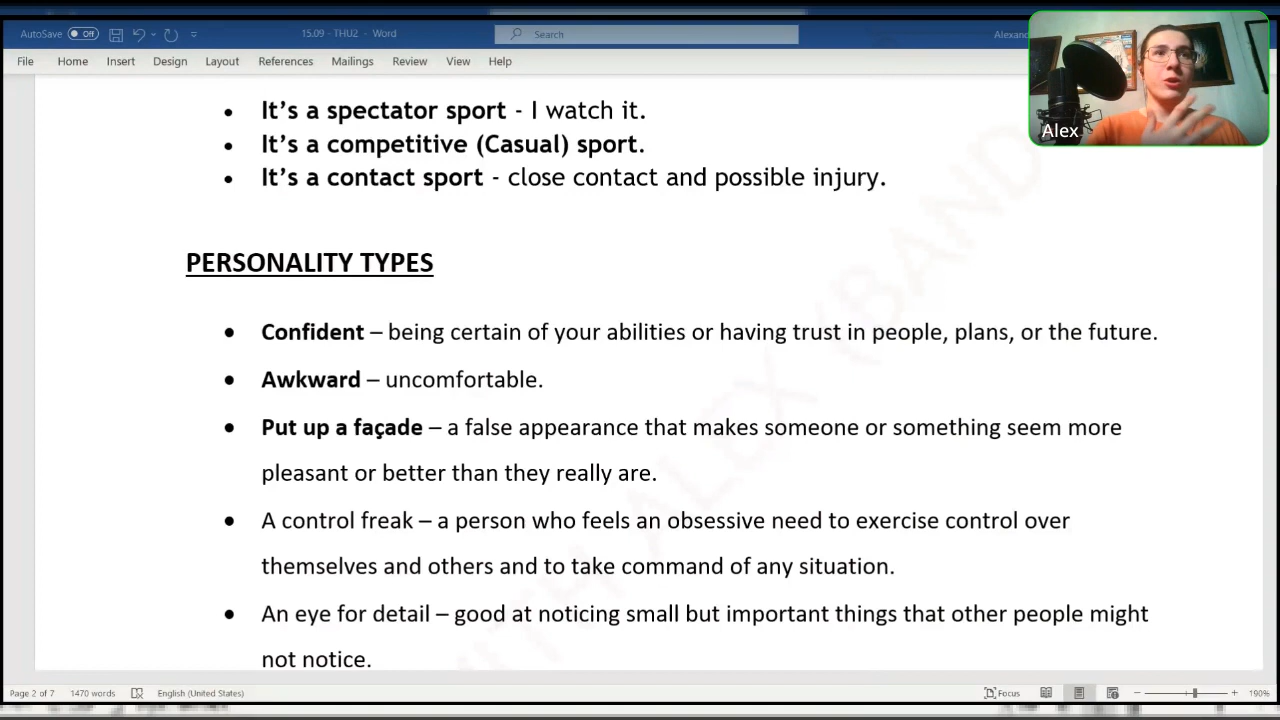 AutoSave Off 15.09 - THU2 - Word Search
File Home Insert Design Layout References Mailings Review View Help
Alex
• It's a spectator sport - I watch it.
• It's a competitive (Casual) sport.
• It's a contact sport - close contact and possible injury.
PERSONALITY TYPES
• Confident – being certain of your abilities or having trust in people, plans, or the future.
• Awkward – uncomfortable.
• Put up a façade – a false appearance that makes someone or something seem more
pleasant or better than they really are.
• A control freak – a person who feels an obsessive need to exercise control over
themselves and others and to take command of any situation.
• An eye for detail – good at noticing small but important things that other people might
not notice.
Page 2 of 7 1470 words English (United States) Focus 190%